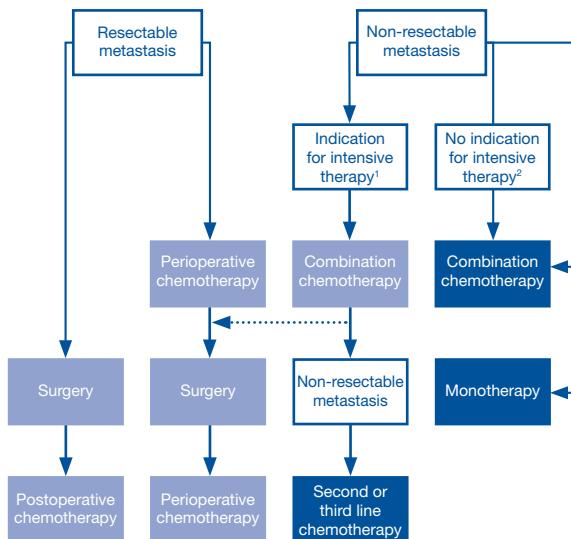 Resectable
metastasis
Non-resectable
metastasis
Indication
for intensive
therapy¹
No indication
for intensive
therapy²
Perioperative
chemotherapy
Combination
chemotherapy
Combination
chemotherapy
Surgery
Surgery
Non-resectable
metastasis
Monotherapy
Postoperative
chemotherapy
Perioperative
chemotherapy
Second or
third line
chemotherapy